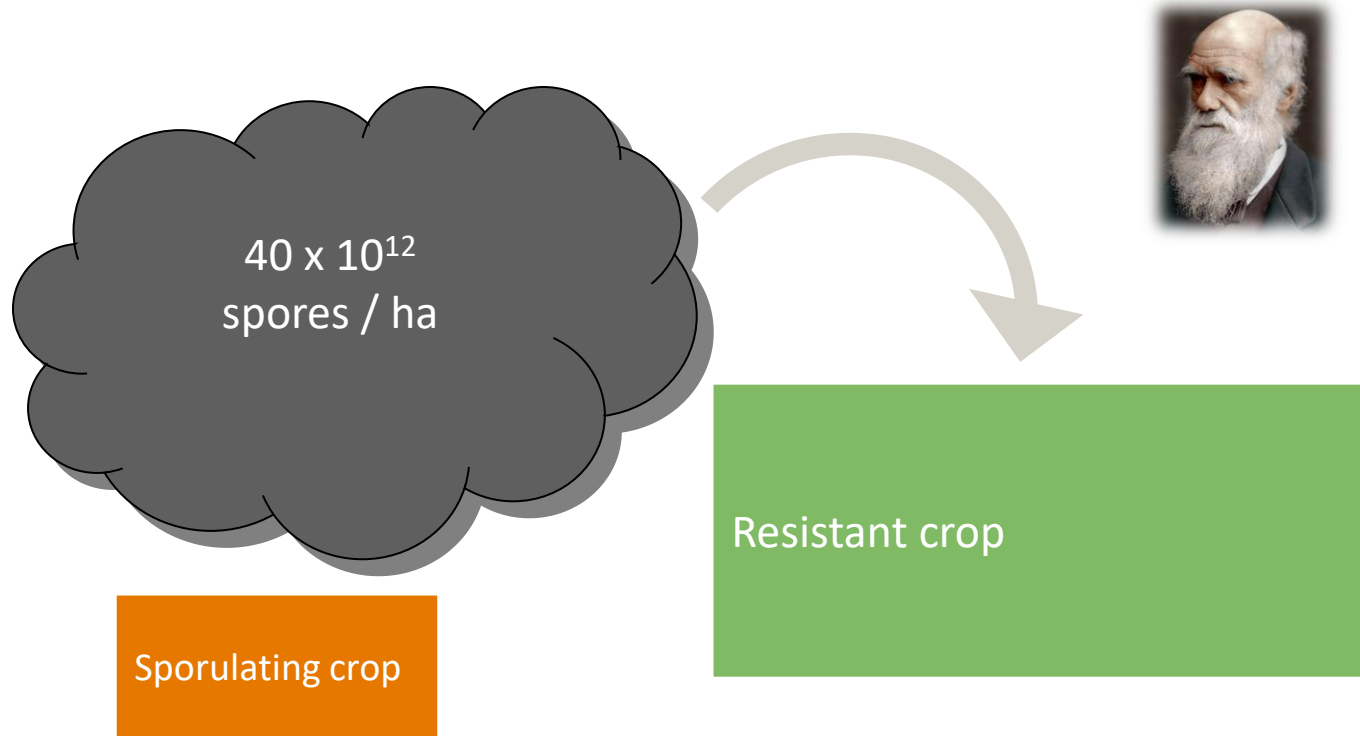 40 x 10¹²
spores / ha
Resistant crop
Sporulating crop